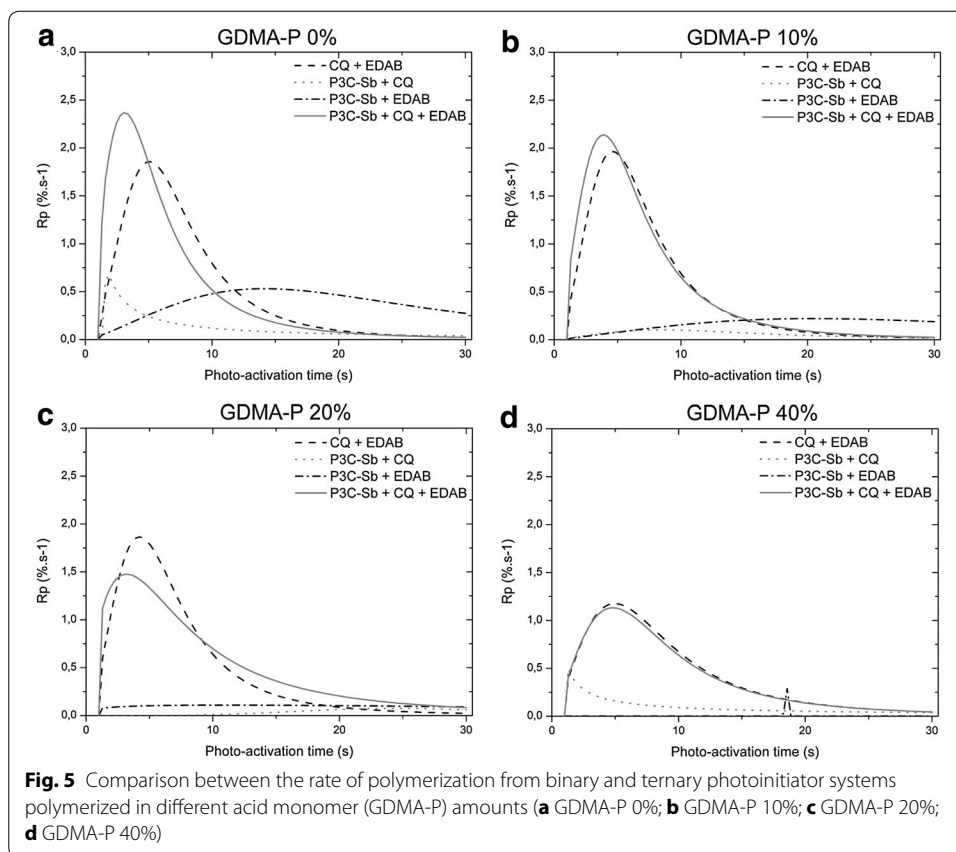 a
GDMA-P 0%
3,0
2,5
2,0
1,5
1,0
0,5
0,0
Rp (%.s-1)
CQ + EDAB
P3C-Sb + CQ
P3C-Sb + EDAB
P3C-Sb + CQ + EDAB
0
10
20
30
Photo-activation time (s)
b
GDMA-P 10%
3,0
2,5
2,0
1,5
1,0
0,5
0,0
Rp (%.s-1)
CQ + EDAB
P3C-Sb + CQ
P3C-Sb + EDAB
P3C-Sb + CQ + EDAB
0
10
20
30
Photo-activation time (s)
c
GDMA-P 20%
3,0
2,5
2,0
1,5
1,0
0,5
0,0
Rp (%.s-1)
CQ + EDAB
P3C-Sb + CQ
P3C-Sb + EDAB
P3C-Sb + CQ + EDAB
0
10
20
30
Photo-activation time (s)
d
GDMA-P 40%
3,0
2,5
2,0
1,5
1,0
0,5
0,0
Rp (%.s-1)
CQ + EDAB
P3C-Sb + CQ
P3C-Sb + EDAB
P3C-Sb + CQ + EDAB
0
10
20
30
Photo-activation time (s)
Fig. 5 Comparison between the rate of polymerization from binary and ternary photoinitiator systems
polymerized in different acid monomer (GDMA-P) amounts (a GDMA-P 0%; b GDMA-P 10%; c GDMA-P 20%;
d GDMA-P 40%)